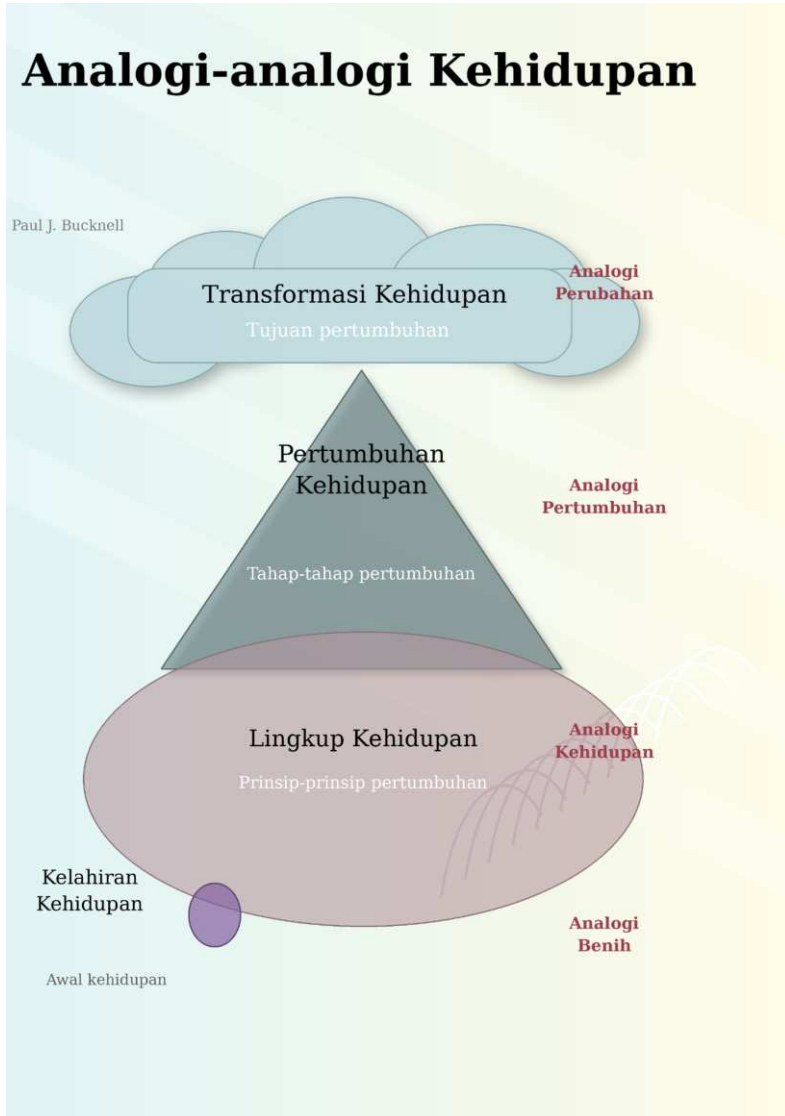 Analogi-analogi Kehidupan
Paul J. Bucknell
Transformasi Kehidupan
Tujuan pertumbuhan
Analogi
Perubahan
Pertumbuhan
Kehidupan
Tahap-tahap pertumbuhan
Analogi
Pertumbuhan
Lingkup Kehidupan
Prinsip-prinsip pertumbuhan
Analogi
Kehidupan
Kelahiran
Kehidupan
Awal kehidupan
Analogi
Benih